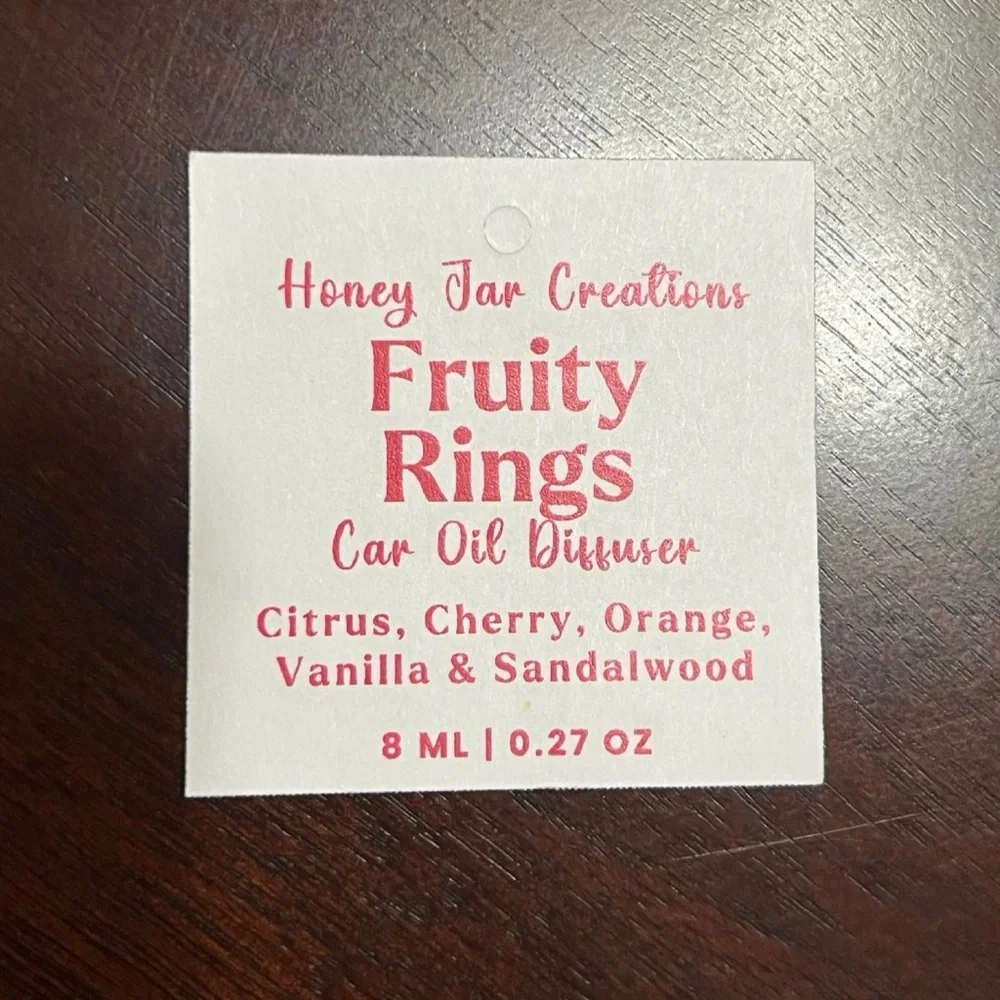 Honey Jar Creations
Fruity
Rings
Car Oil Diffuser
Citrus, Cherry, Orange,
Vanilla & Sandalwood
8 ML | 0.27 OZ